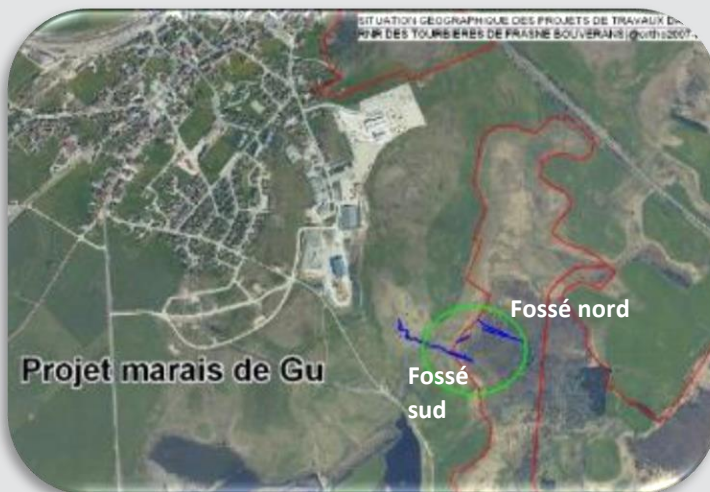 SITUATION GEOGRAPHIQUE DES PROJETS DE TRAVAUX DA
RNR DES TOURBIERES DE FRASNE BOUVERANS
Fossé nord
Projet marais de Gu
Fossé
sud